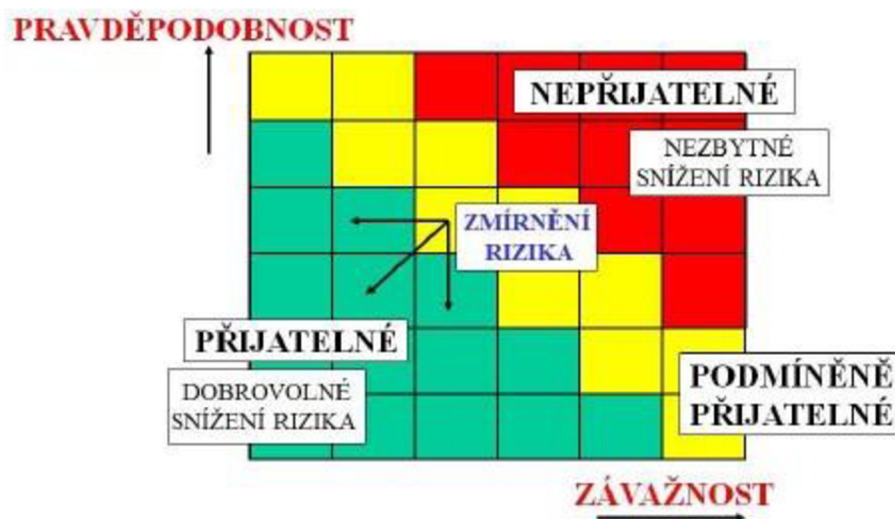 PRAVDĚPODOBNOST
NEPŘIJATELNÉ
NEZBYTNÉ
SNÍŽENÍ RIZIKA
ZMÍRNĚNÍ
RIZIKA
PŘIJATELNÉ
DOBROVOLNÉ
SNÍŽENÍ RIZIKA
PODMÍNĚNĚ
PŘIJATELNÉ
ZÁVAŽNOST